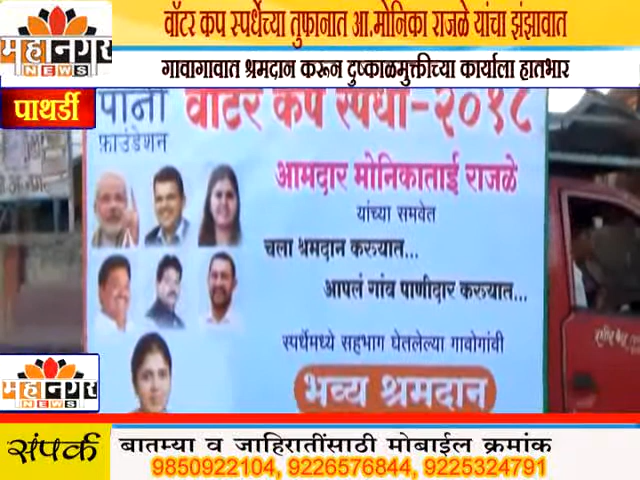 महानगर
NEWS
वॉटर कप स्पर्धेच्या तुफानात आ.मोनिका राजळे यांचा झंझावात
गावागावात श्रमदान करून दुष्काळमुक्तीच्या कार्याला हातभार
पाथर्डी
पानी
फ़ाउंडेशन
वॉटर कप स्पर्धा-२०१८
आमदार मोनिकाताई राजळे
यांच्या समवेत
चला श्रमदान करूयात...
आपलं गांव पाणीदार करूयात...
स्पर्धेमध्ये सहभाग घेतलेल्या गावोगांवी
भव्य श्रमदान
महानगर
NEWS
संपर्क
बातम्या व जाहिरातींसाठी मोबाईल क्रमांक
9850922104, 9226576844, 9225324791